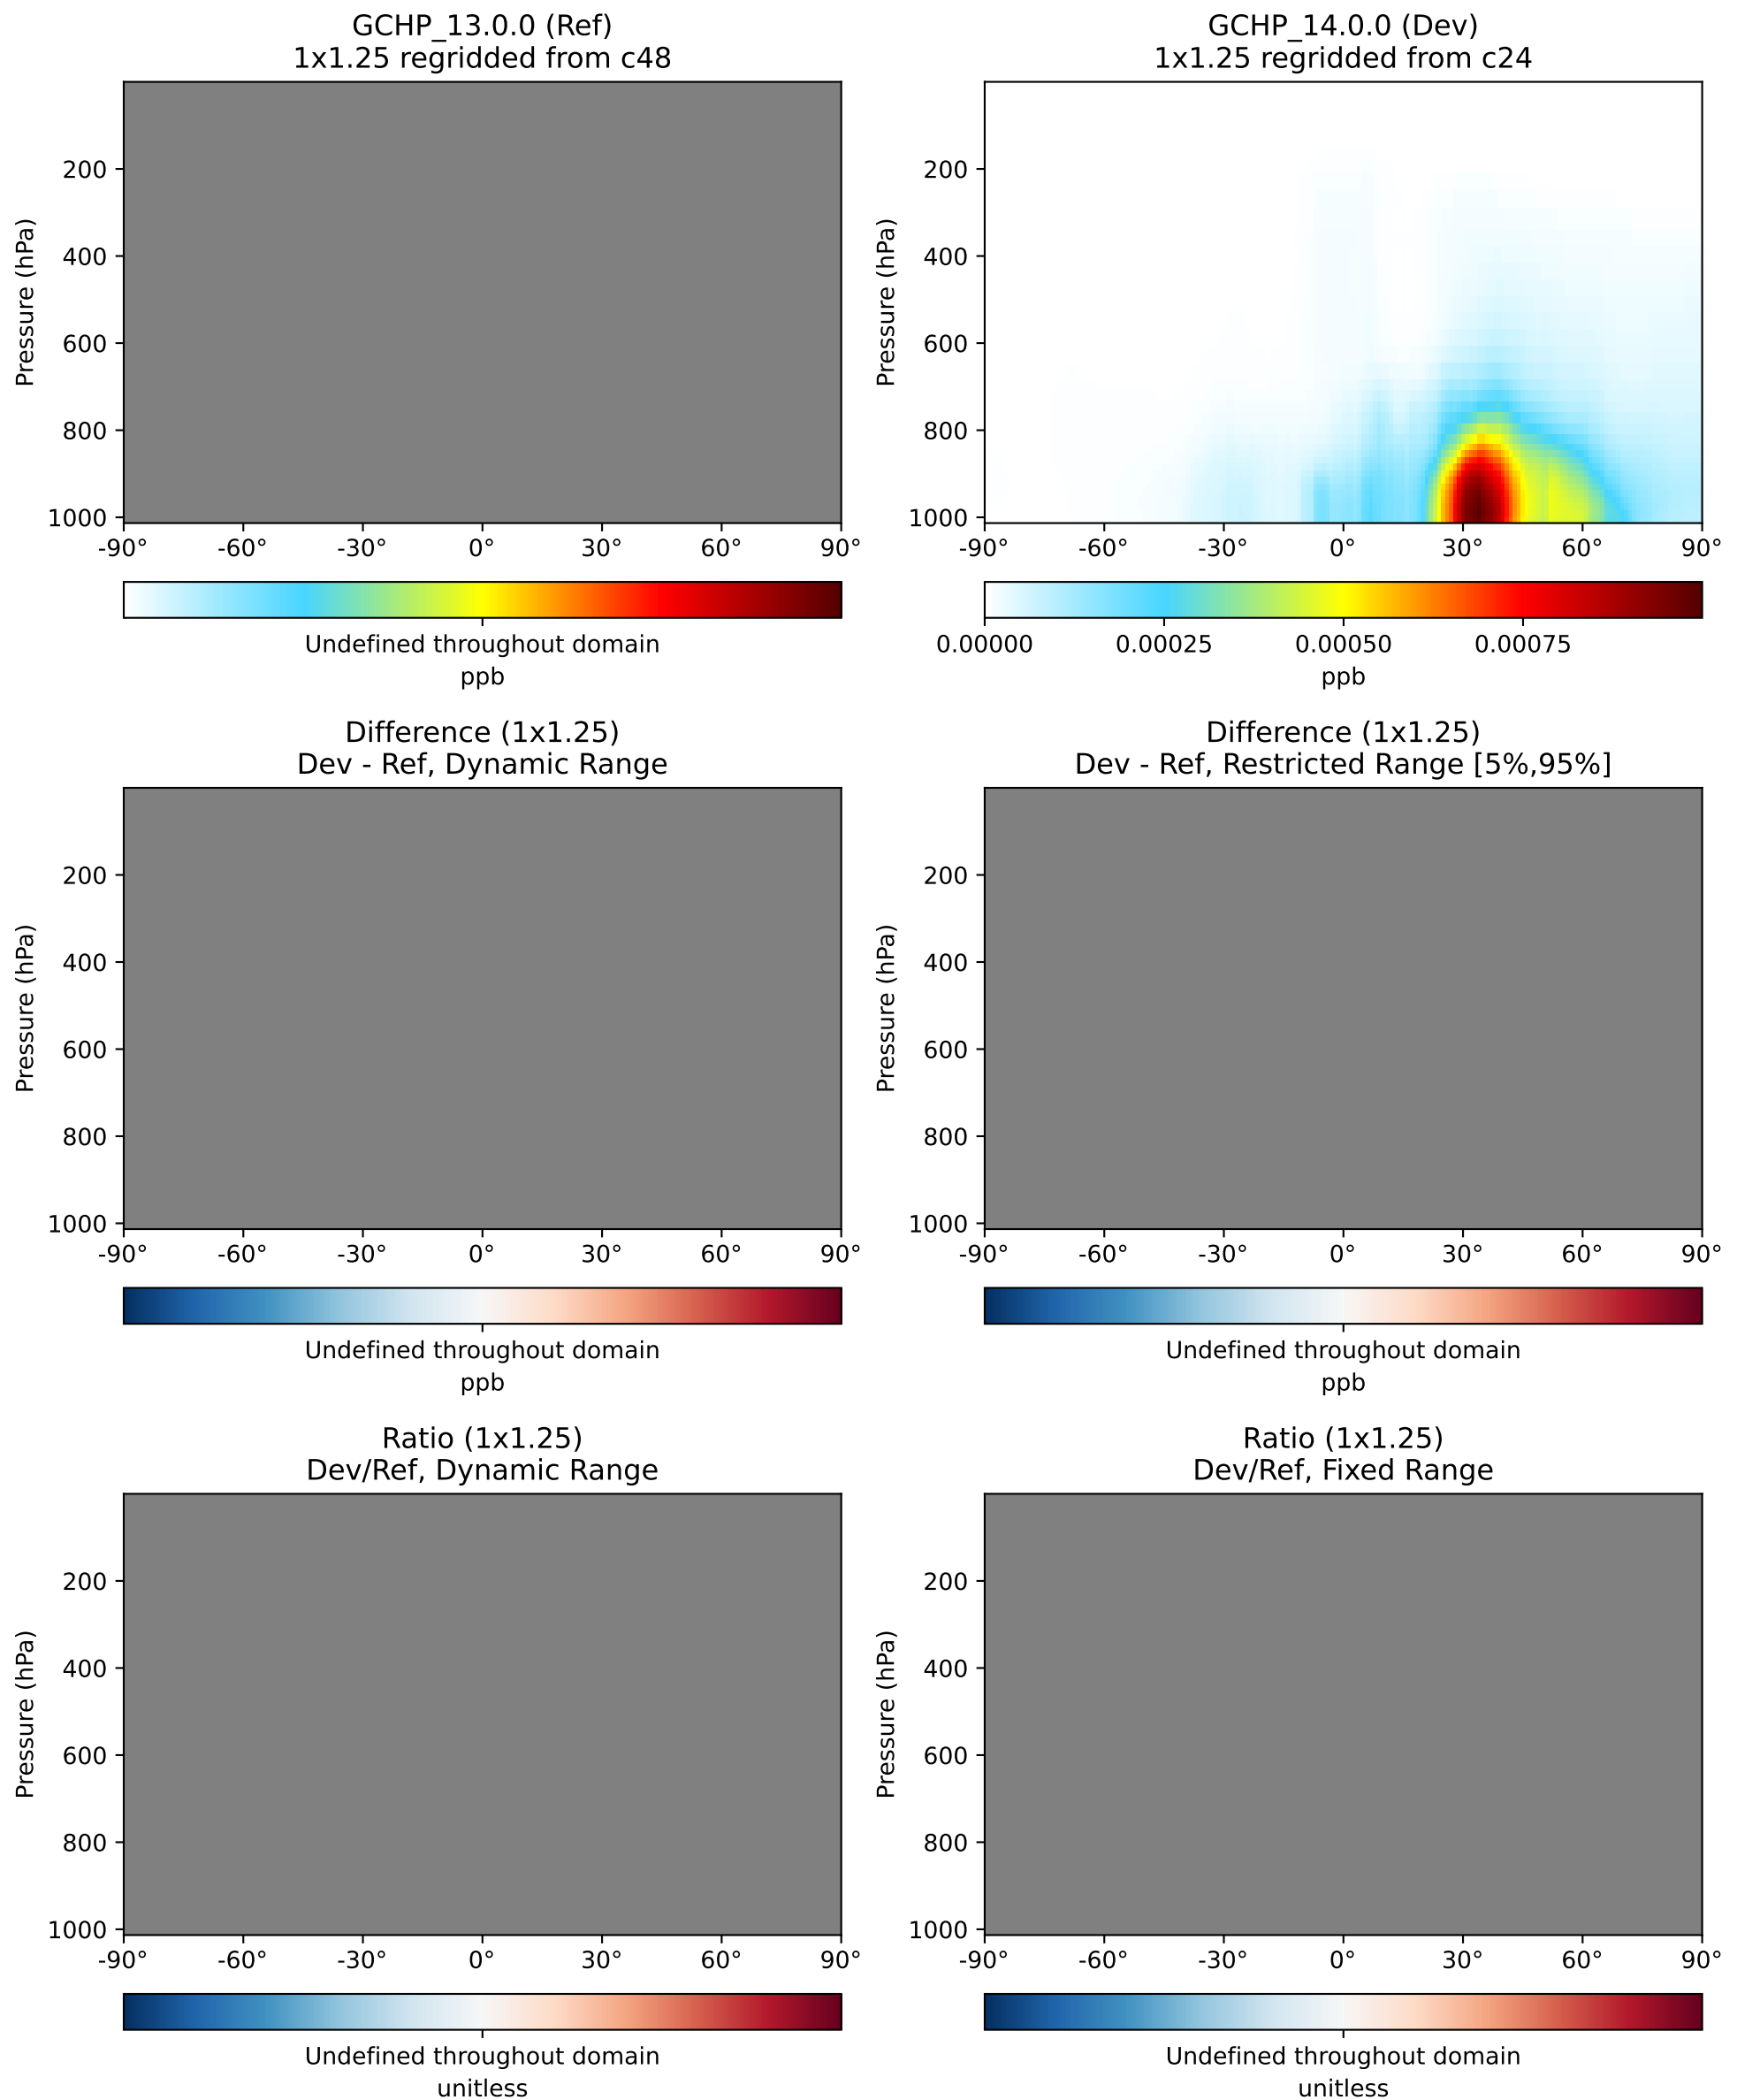 GCHP_13.0.0 (Ref)
1x1.25 regridded from c48
Pressure (hPa)
200
400
600
800
1000
-90° -60° -30° 0° 30° 60° 90°
Undefined throughout domain
ppb
GCHP_14.0.0 (Dev)
1x1.25 regridded from c24
Pressure (hPa)
200
400
600
800
1000
-90° -60° -30° 0° 30° 60° 90°
0.00000 0.00025 0.00050 0.00075
ppb
Difference (1x1.25)
Dev - Ref, Dynamic Range
Pressure (hPa)
200
400
600
800
1000
-90° -60° -30° 0° 30° 60° 90°
Undefined throughout domain
ppb
Difference (1x1.25)
Dev - Ref, Restricted Range [5%,95%]
Pressure (hPa)
200
400
600
800
1000
-90° -60° -30° 0° 30° 60° 90°
Undefined throughout domain
ppb
Ratio (1x1.25)
Dev/Ref, Dynamic Range
Pressure (hPa)
200
400
600
800
1000
-90° -60° -30° 0° 30° 60° 90°
Undefined throughout domain
unitless
Ratio (1x1.25)
Dev/Ref, Fixed Range
Pressure (hPa)
200
400
600
800
1000
-90° -60° -30° 0° 30° 60° 90°
Undefined throughout domain
unitless